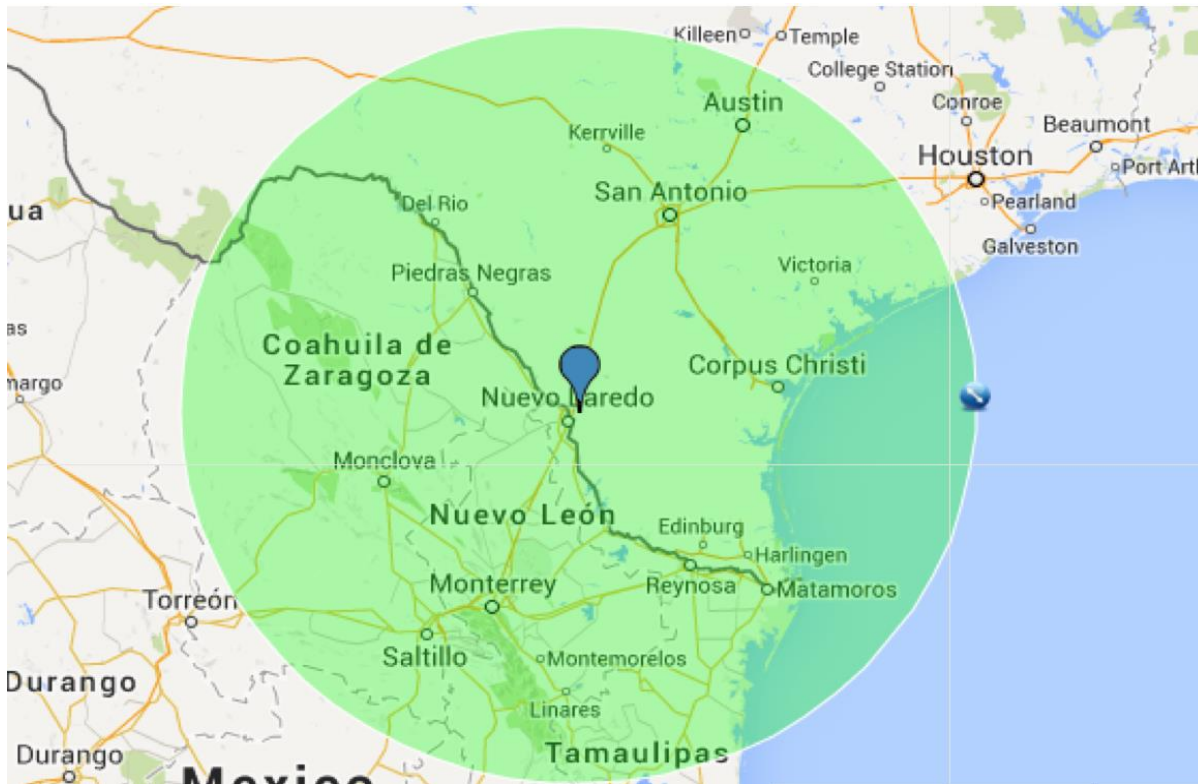 Killeen
Temple
College Station
Austin
Conroe
Beaumont
Kerrville
Houston
Port Art
San Antonio
Pearland
Del Rio
ua
Galveston
Victoria
Piedras Negras
as
Coahuila de
Zaragoza
Corpus Christi
margo
Nuevo Laredo
Monclova
Nuevo León
Edinburg
Harlingen
Monterrey
Reynosa
Matamoros
Torreón
Saltillo
Montemorelos
Durango
Linares
Tamaulipas
Durango
Mexico